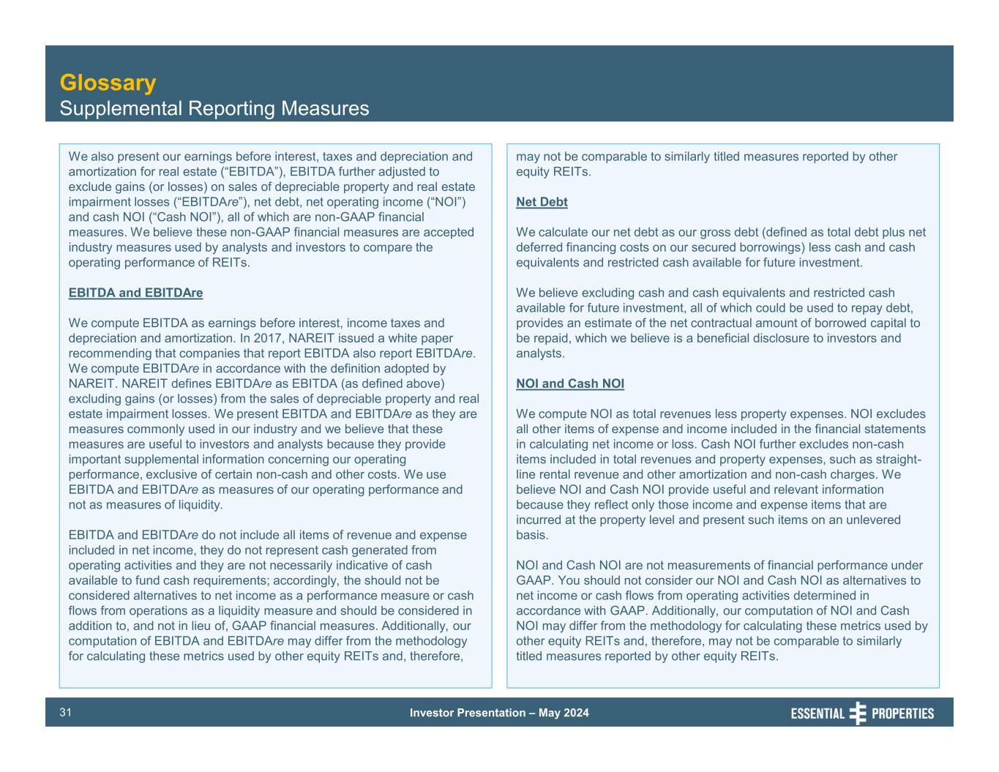 Glossary
Supplemental Reporting Measures
We also present our earnings before interest, taxes and depreciation and
amortization for real estate (“EBITDA”), EBITDA further adjusted to
exclude gains (or losses) on sales of depreciable property and real estate
impairment losses (“EBITDAre”), net debt, net operating income (“NOI”)
and cash NOI (“Cash NOI”), all of which are non-GAAP financial
measures. We believe these non-GAAP financial measures are accepted
industry measures used by analysts and investors to compare the
operating performance of REITs.
EBITDA and EBITDAre
We compute EBITDA as earnings before interest, income taxes and
depreciation and amortization. In 2017, NAREIT issued a white paper
recommending that companies that report EBITDA also report EBITDAre.
We compute EBITDAre in accordance with the definition adopted by
NAREIT. NAREIT defines EBITDAre as EBITDA (as defined above)
excluding gains (or losses) from the sales of depreciable property and real
estate impairment losses. We present EBITDA and EBITDAre as they are
measures commonly used in our industry and we believe that these
measures are useful to investors and analysts because they provide
important supplemental information concerning our operating
performance, exclusive of certain non-cash and other costs. We use
EBITDA and EBITDAre as measures of our operating performance and
not as measures of liquidity.
EBITDA and EBITDAre do not include all items of revenue and expense
included in net income, they do not represent cash generated from
operating activities and they are not necessarily indicative of cash
available to fund cash requirements; accordingly, the should not be
considered alternatives to net income as a performance measure or cash
flows from operations as a liquidity measure and should be considered in
addition to, and not in lieu of, GAAP financial measures. Additionally, our
computation of EBITDA and EBITDAre may differ from the methodology
for calculating these metrics used by other equity REITs and, therefore,
may not be comparable to similarly titled measures reported by other
equity REITs.
Net Debt
We calculate our net debt as our gross debt (defined as total debt plus net
deferred financing costs on our secured borrowings) less cash and cash
equivalents and restricted cash available for future investment.
We believe excluding cash and cash equivalents and restricted cash
available for future investment, all of which could be used to repay debt,
provides an estimate of the net contractual amount of borrowed capital to
be repaid, which we believe is a beneficial disclosure to investors and
analysts.
NOI and Cash NOI
We compute NOI as total revenues less property expenses. NOI excludes
all other items of expense and income included in the financial statements
in calculating net income or loss. Cash NOI further excludes non-cash
items included in total revenues and property expenses, such as straight-
line rental revenue and other amortization and non-cash charges. We
believe NOI and Cash NOI provide useful and relevant information
because they reflect only those income and expense items that are
incurred at the property level and present such items on an unlevered
basis.
NOI and Cash NOI are not measurements of financial performance under
GAAP. You should not consider our NOI and Cash NOI as alternatives to
net income or cash flows from operating activities determined in
accordance with GAAP. Additionally, our computation of NOI and Cash
NOI may differ from the methodology for calculating these metrics used by
other equity REITs and, therefore, may not be comparable to similarly
titled measures reported by other equity REITs.
31
Investor Presentation – May 2024
ESSENTIAL PROPERTIES